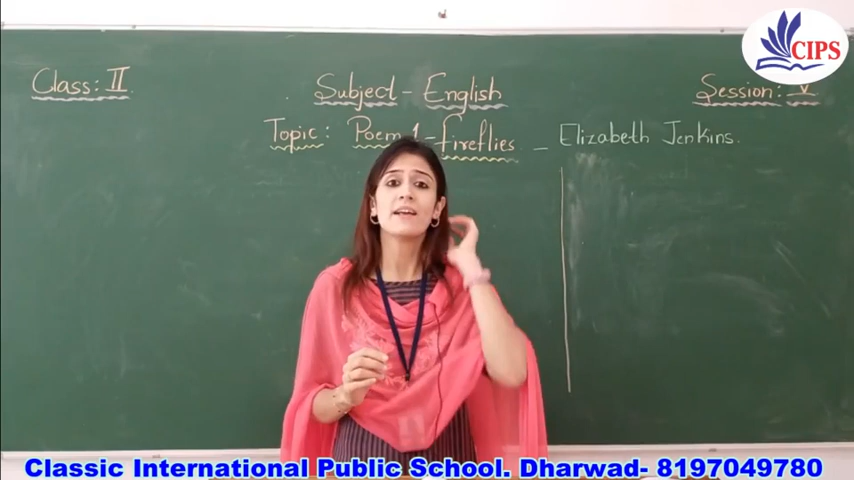 CIPS
Class: II Subject - English Session: V
Topic: Poem 1 - fireflies - Elizabeth Jenkins.
Classic International Public School. Dharwad- 8197049780